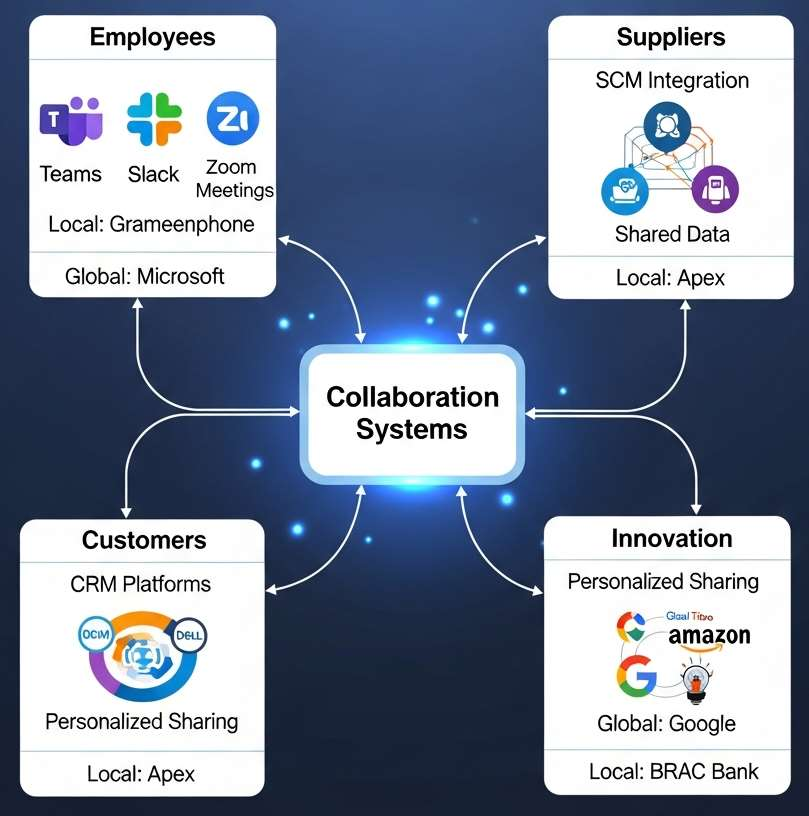 Employees
T
Zi
Teams
Slack
Zoom
Meetings
Local: Grameenphone
Global: Microsoft
Suppliers
SCM Integration
Shared Data
Local: Apex
Collaboration
Systems
Customers
CRM Platforms
DELL
Personalized Sharing
Local: Apex
Innovation
Personalized Sharing
amazon
G
Global: Google
Local: BRAC Bank